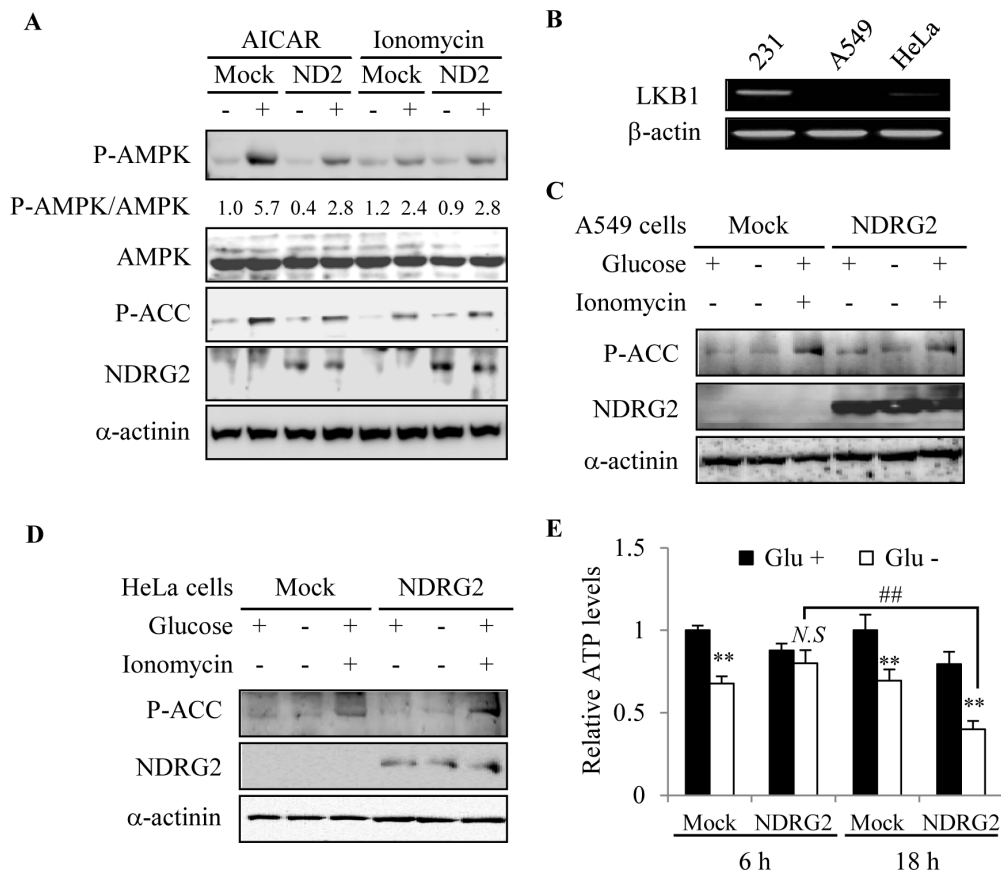 A
AICAR Ionomycin
Mock ND2 Mock ND2
- + - + - + - +
P-AMPK
P-AMPK/AMPK 1.0 5.7 0.4 2.8 1.2 2.4 0.9 2.8
AMPK
P-ACC
NDRG2
α-actinin
B
231 A549 HeLa
LKB1
β-actin
C
A549 cells Mock NDRG2
Glucose + - + + - +
Ionomycin - - + - - +
P-ACC
NDRG2
α-actinin
D
HeLa cells Mock NDRG2
Glucose + - + + - +
Ionomycin - - + - - +
P-ACC
NDRG2
α-actinin
E
Relative ATP levels
1.5
1
0.5
0
Glu + Glu -
##
** N.S ** **
Mock NDRG2 Mock NDRG2
6 h 18 h